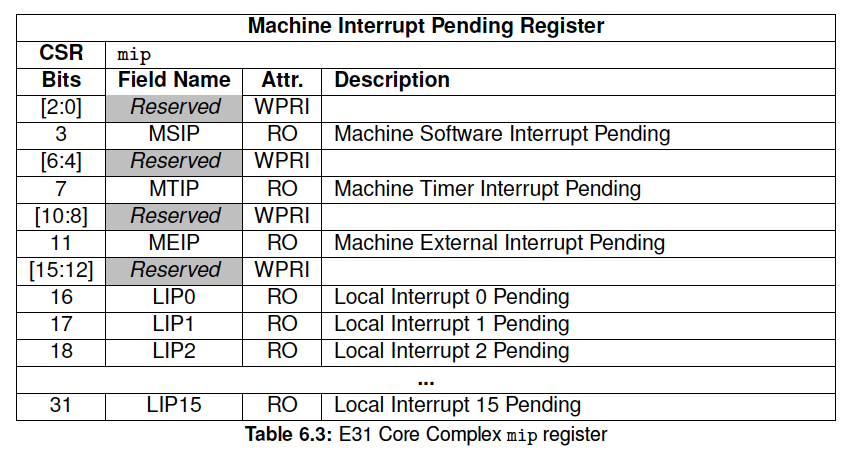 Machine Interrupt Pending Register
CSR mip
Bits Field Name Attr. Description
[2:0] Reserved WPRI
3 MSIP RO Machine Software Interrupt Pending
[6:4] Reserved WPRI
7 MTIP RO Machine Timer Interrupt Pending
[10:8] Reserved WPRI
11 MEIP RO Machine External Interrupt Pending
[15:12] Reserved WPRI
16 LIP0 RO Local Interrupt 0 Pending
17 LIP1 RO Local Interrupt 1 Pending
18 LIP2 RO Local Interrupt 2 Pending
...
31 LIP15 RO Local Interrupt 15 Pending
Table 6.3: E31 Core Complex mip register